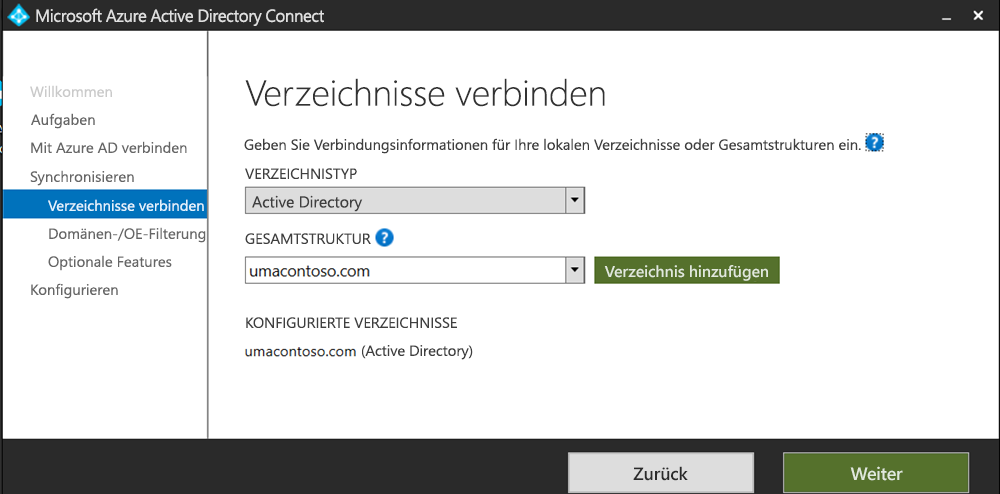 Microsoft Azure Active Directory Connect
Willkommen
Aufgaben
Mit Azure AD verbinden
Synchronisieren
Verzeichnisse verbinden
Domänen-/OE-Filterung
Optionale Features
Konfigurieren
Verzeichnisse verbinden
Geben Sie Verbindungsinformationen für Ihre lokalen Verzeichnisse oder Gesamtstrukturen ein. ?
VERZEICHNISTYP
Active Directory
GESAMTSTRUKTUR ?
umacontoso.com
Verzeichnis hinzufügen
KONFIGURIERTE VERZEICHNISSE
umacontoso.com (Active Directory)
Zurück
Weiter